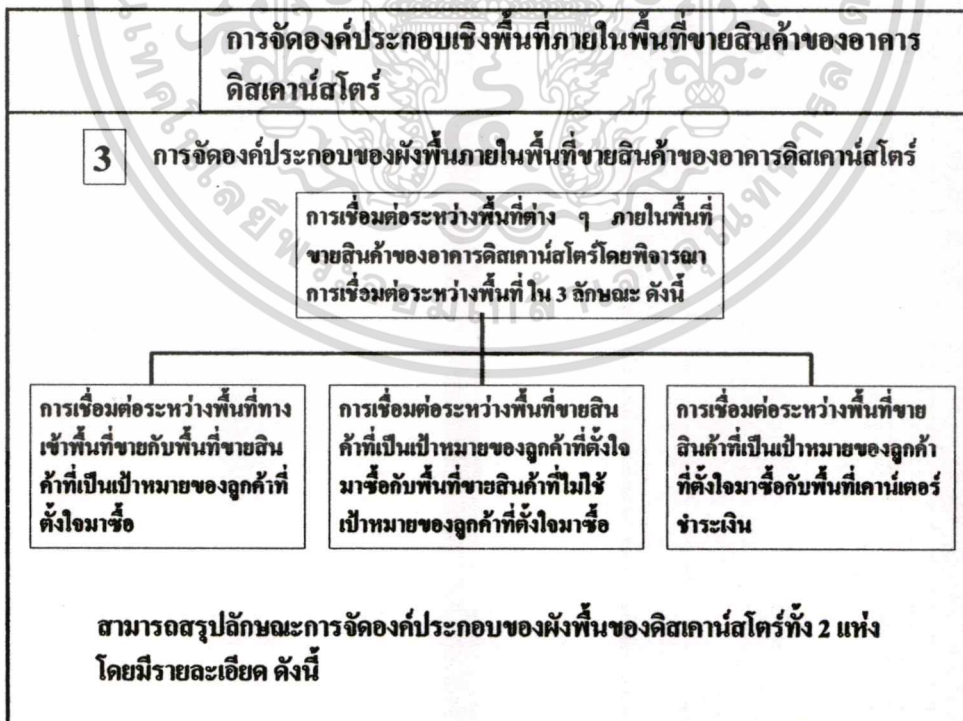 การจัดองค์ประกอบเชิงพื้นที่ภายในพื้นที่ขายสินค้าของอาคาร
ดิสเคาน์สโตร์
3 การจัดองค์ประกอบของผังพื้นภายในพื้นที่ขายสินค้าของอาคารดิสเคาน์สโตร์
การเชื่อมต่อระหว่างพื้นที่ต่าง ๆ ภายในพื้นที่
ขายสินค้าของอาคารดิสเคาน์สโตร์โดยพิจารณา
การเชื่อมต่อระหว่างพื้นที่ ใน 3 ลักษณะ ดังนี้
การเชื่อมต่อระหว่างพื้นที่ทาง
เข้าพื้นที่ขายกับพื้นที่ขายสิน
ค้าที่เป็นเป้าหมายของลูกค้าที่
ตั้งใจมาซื้อ
การเชื่อมต่อระหว่างพื้นที่ขายสิน
ค้าที่เป็นเป้าหมายของลูกค้าที่ตั้งใจ
มาซื้อกับพื้นที่ขายสินค้าที่ไม่ใช้
เป้าหมายของลูกค้าที่ตั้งใจมาซื้อ
การเชื่อมต่อระหว่างพื้นที่ขาย
สินค้าที่เป็นเป้าหมายของลูกค้า
ที่ตั้งใจมาซื้อกับพื้นที่เคาน์เตอร์
ชำระเงิน
สามารถสรุปลักษณะการจัดองค์ประกอบของผังพื้นของดิสเคาน์สโตร์ทั้ง 2 แห่ง
โดยมีรายละเอียด ดังนี้